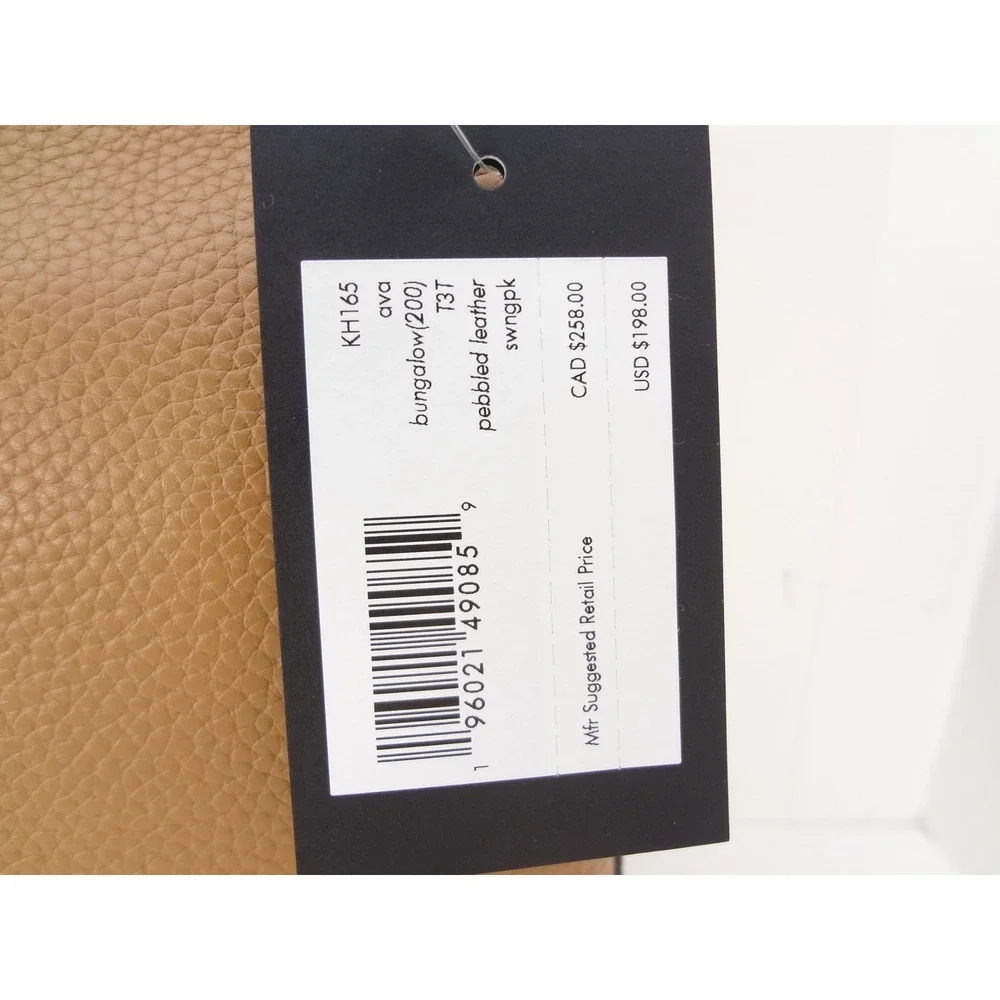 KH165
ava
bungalow(200)
T3T
pebbled leather
swngpk
1 96021 49085 9
Mfr Suggested Retail Price
CAD $258.00
USD $198.00